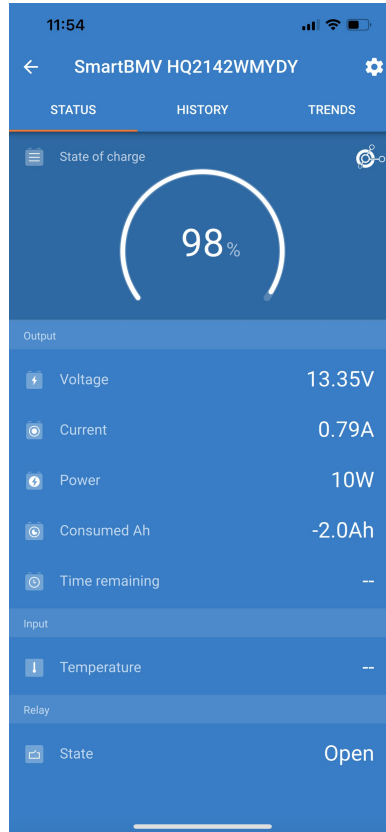 11:54
SmartBMV HQ2142WMYDY
STATUS HISTORY TRENDS
State of charge
98%
Output
Voltage 13.35V
Current 0.79A
Power 10W
Consumed Ah -2.0Ah
Time remaining --
Input
Temperature --
Relay
State Open